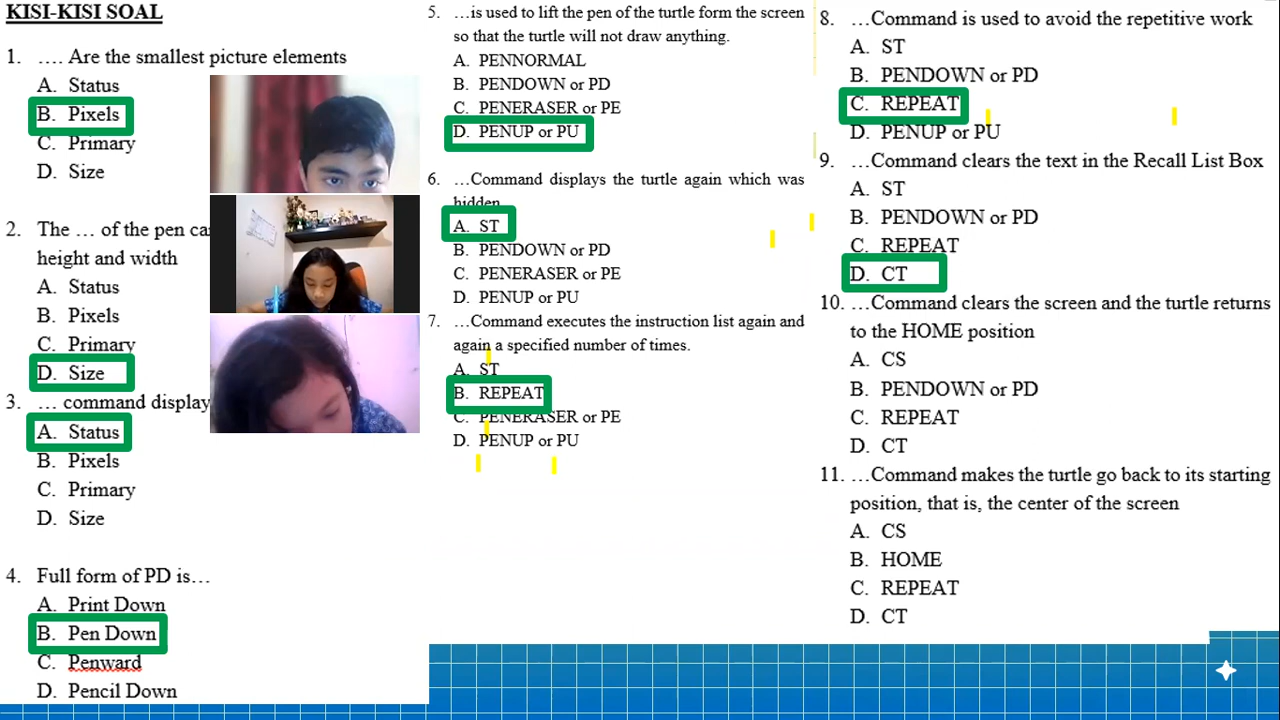 KISI-KISI SOAL
1. …. Are the smallest picture elements
A. Status
B. Pixels
C. Primary
D. Size
2. The … of the pen
height and width
A. Status
B. Pixels
C. Primary
D. Size
3. … command display
A. Status
B. Pixels
C. Primary
D. Size
4. Full form of PD is…
A. Print Down
B. Pen Down
C. Penward
D. Pencil Down
5. …is used to lift the pen of the turtle form the screen
so that the turtle will not draw anything.
A. PENNORMAL
B. PENDOWN or PD
C. PENERASER or PE
D. PENUP or PU
6. …Command displays the turtle again which was
hidden
A. ST
B. PENDOWN or PD
C. PENERASER or PE
D. PENUP or PU
7. …Command executes the instruction list again and
again a specified number of times.
A. ST
B. REPEAT
C. PENERASER or PE
D. PENUP or PU
8. …Command is used to avoid the repetitive work
A. ST
B. PENDOWN or PD
C. REPEAT
D. PENUP or PU
9. …Command clears the text in the Recall List Box
A. ST
B. PENDOWN or PD
C. REPEAT
D. CT
10. …Command clears the screen and the turtle returns
to the HOME position
A. CS
B. PENDOWN or PD
C. REPEAT
D. CT
11. …Command makes the turtle go back to its starting
position, that is, the center of the screen
A. CS
B. HOME
C. REPEAT
D. CT